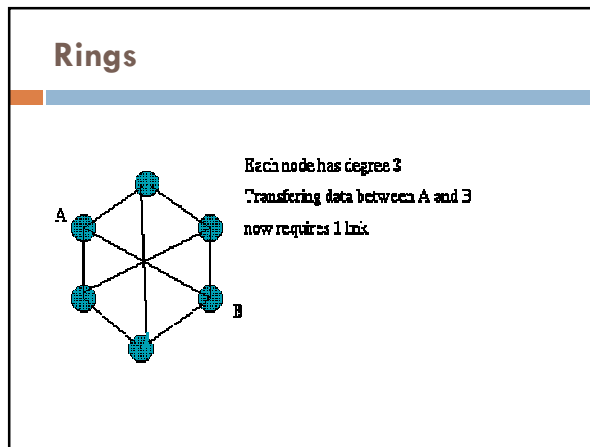 Rings
Each node has degree 3
Transfering data between A and B
now requires 1 link
A
B